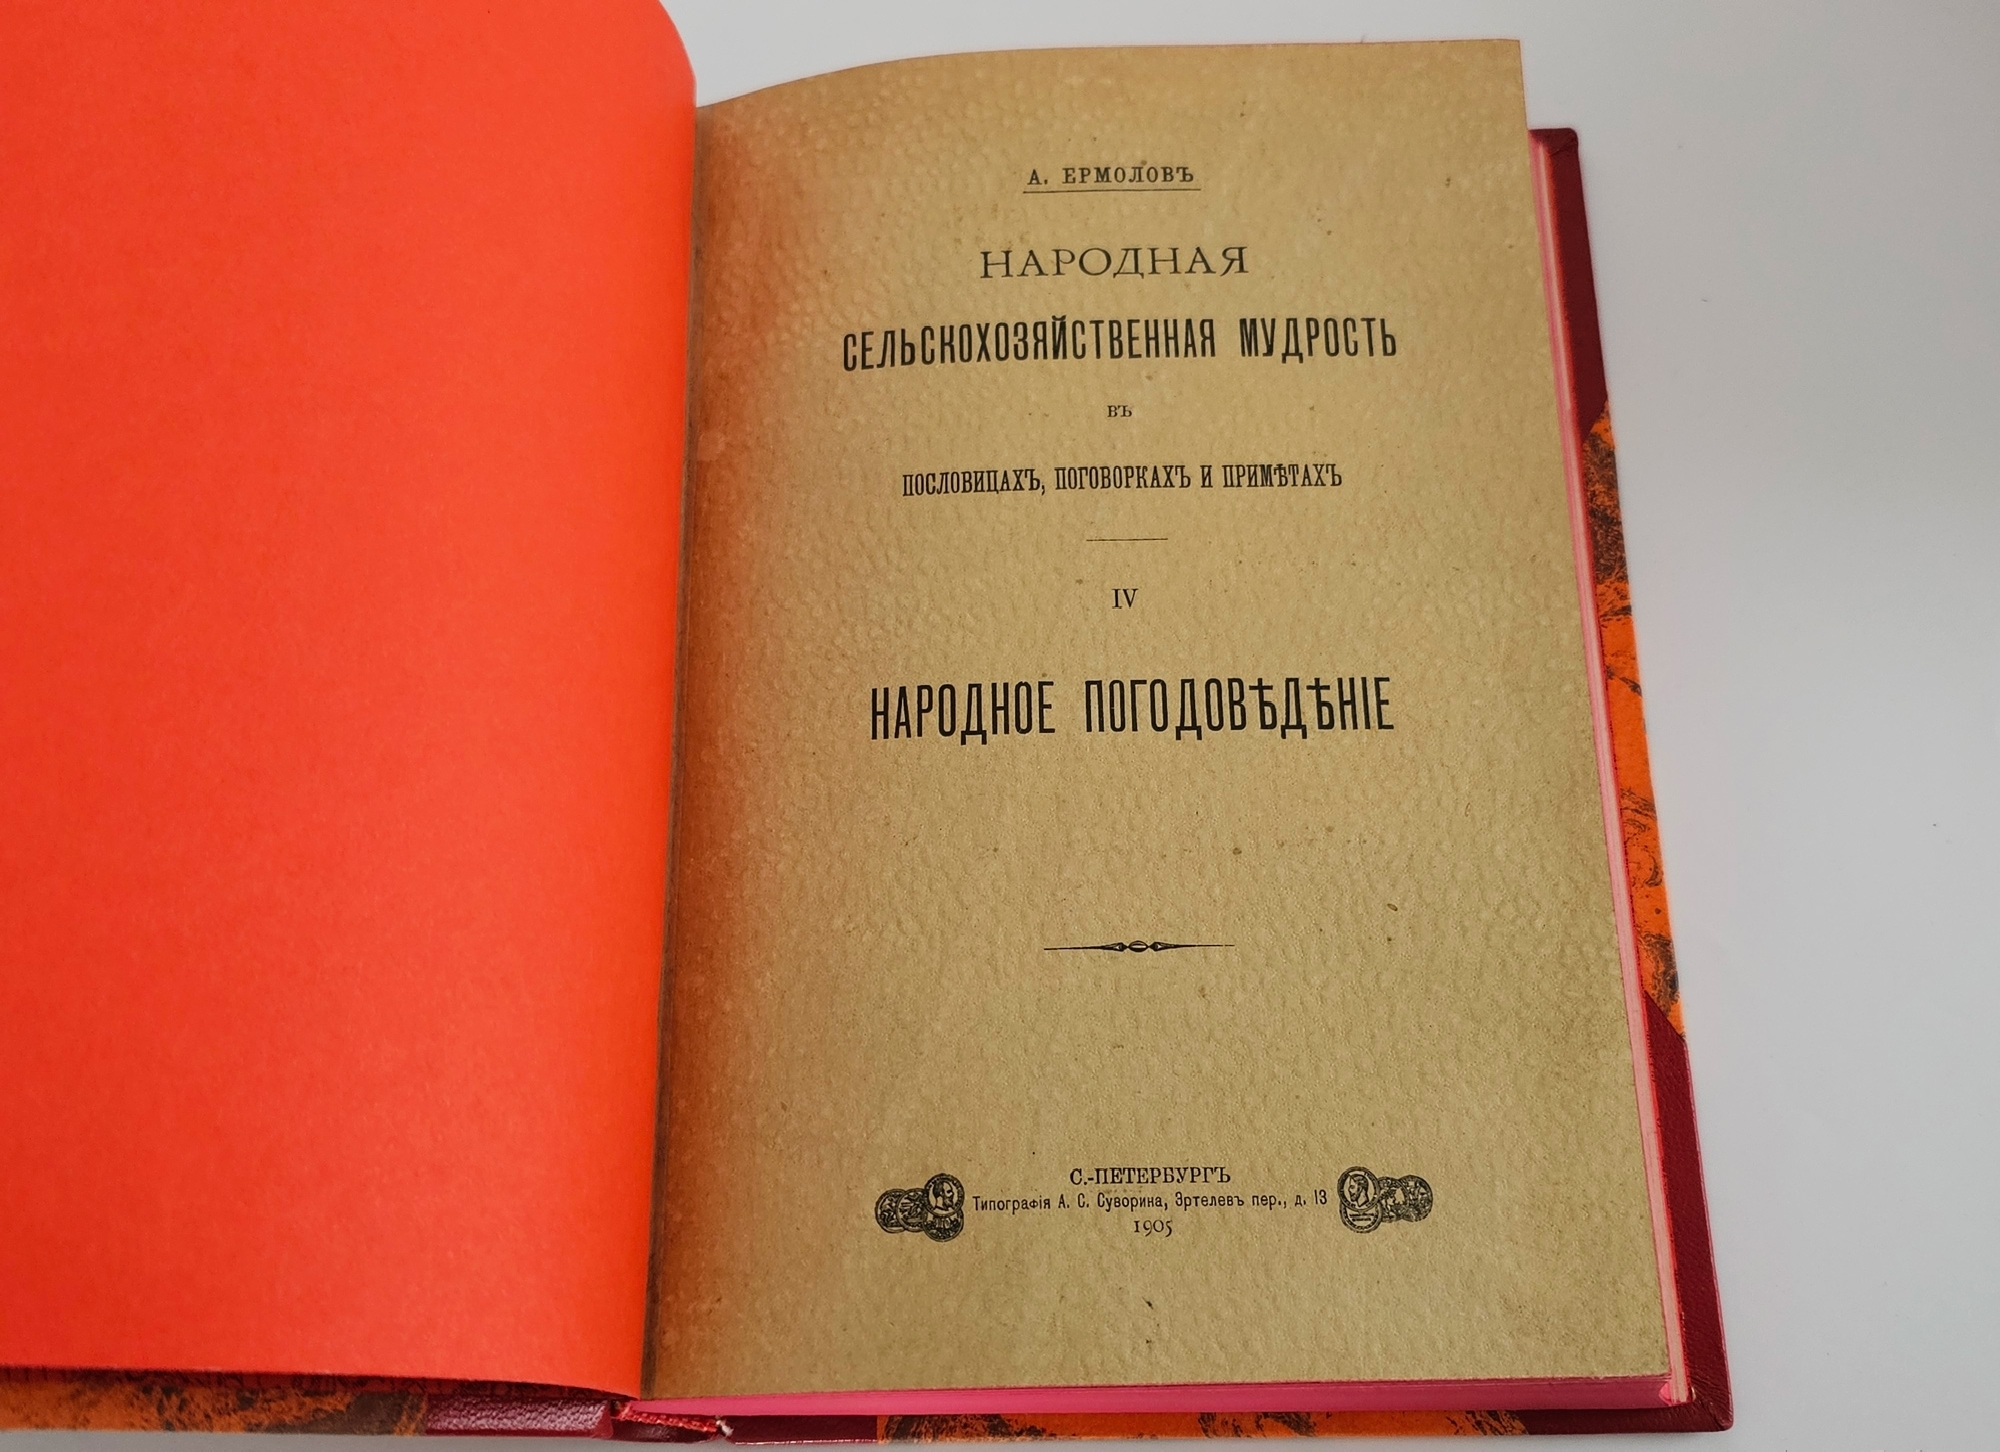 А. ЕРМОЛОВЪ
НАРОДНАЯ
СЕЛЬСКОХОЗЯЙСТВЕННАЯ МУДРОСТЬ
ВЪ
ПОСЛОВИЦАХЪ, ПОГОВОРКАХЪ И ПРИМѢТАХЪ
IV
НАРОДНОЕ ПОГОДОВѢДѢНІЕ
С.-ПЕТЕРБУРГЪ
Типографія А. С. Суворина, Эртелевъ пер., д. 13
1905